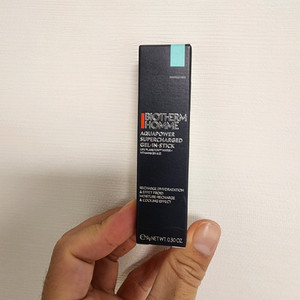 BIOTHERM
HOMME
AQUAPOWER
SUPERCHARGED
GEL-IN-STICK
RECHARGE D'HYDRATATION
& EFFET FROID
MOISTURE RECHARGE
& COOLING EFFECT
NET WT. 0.30 OZ.